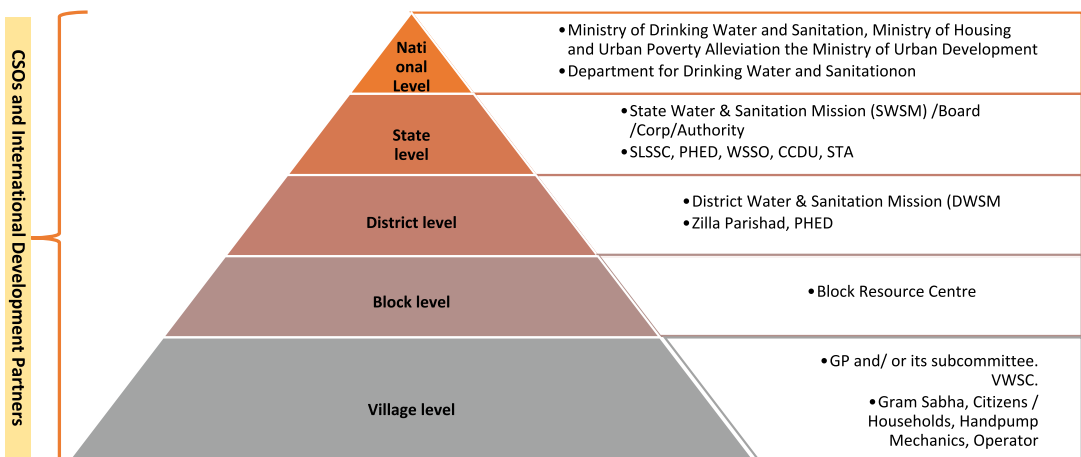 CSOs and International Development Partners
Nati
onal
Level
•Ministry of Drinking Water and Sanitation, Ministry of Housing
and Urban Poverty Alleviation the Ministry of Urban Development
•Department for Drinking Water and Sanitationon
State
level
•State Water & Sanitation Mission (SWSM) /Board
/Corp/Authority
•SLSSC, PHED, WSSO, CCDU, STA
District level
•District Water & Sanitation Mission (DWSM
•Zilla Parishad, PHED
Block level
•Block Resource Centre
Village level
•GP and/ or its subcommittee.
VWSC.
•Gram Sabha, Citizens /
Households, Handpump
Mechanics, Operator